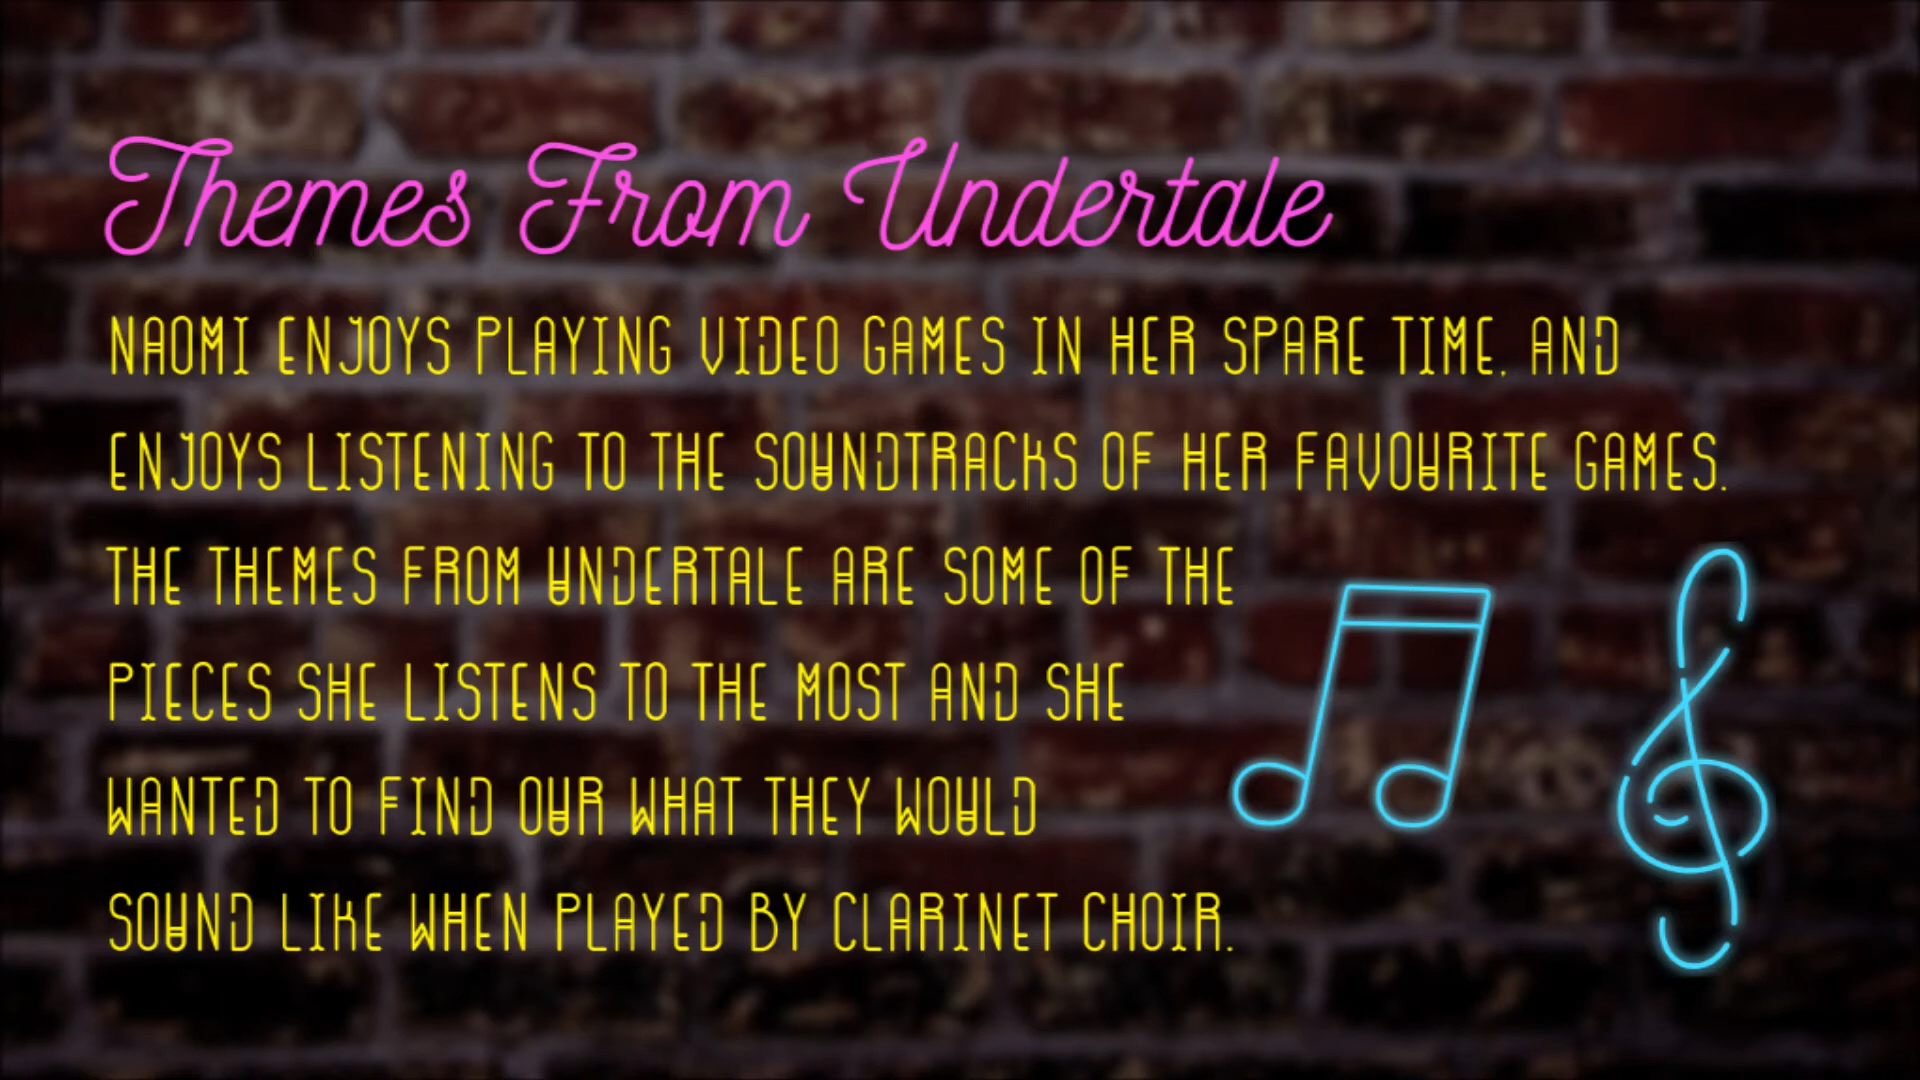 Themes From Undertale
NAOMI ENJOYS PLAYING VIDEO GAMES IN HER SPARE TIME, AND
ENJOYS LISTENING TO THE SOUNDTRACKS OF HER FAVOURITE GAMES.
THE THEMES FROM UNDERTALE ARE SOME OF THE
PIECES SHE LISTENS TO THE MOST AND SHE
WANTED TO FIND OUR WHAT THEY WOULD
SOUND LIKE WHEN PLAYED BY CLARINET CHOIR.